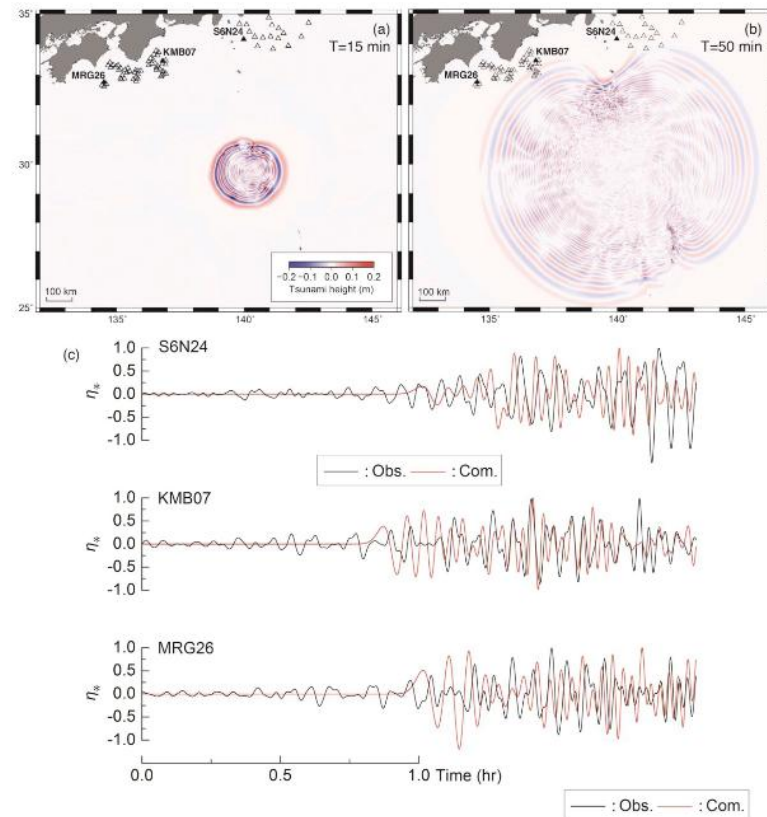 35˚
30˚
25˚
(a)
T=15 min
S6N24
KMB07
MRG26
−0.2 −0.1 0.0 0.1 0.2
Tsunami height (m)
100 km
135˚ 140˚ 145˚
(b)
T=50 min
S6N24
KMB07
MRG26
100 km
135˚ 140˚ 145˚
(c)
S6N24
1.0
0.5
0.0
-0.5
-1.0
η*
: Obs. : Com.
KMB07
1.0
0.5
0.0
-0.5
-1.0
η*
MRG26
1.0
0.5
0.0
-0.5
-1.0
η*
0.0 0.5 1.0 Time (hr)
: Obs. : Com.